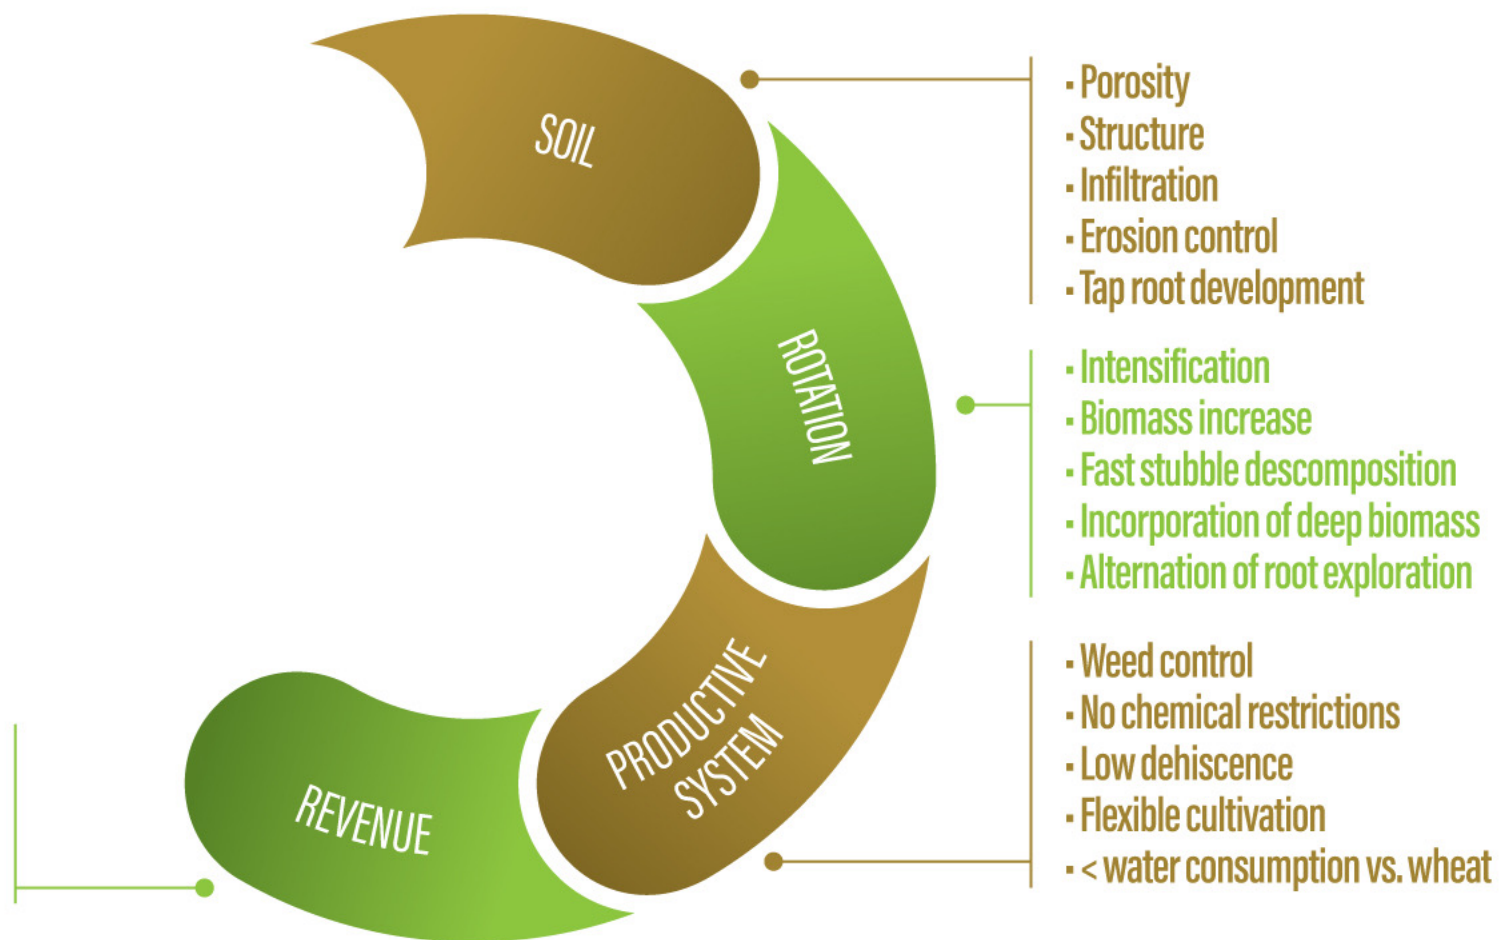 SOIL
· Porosity
· Structure
· Infiltration
· Erosion control
· Tap root development
ROTATION
· Intensification
· Biomass increase
· Fast stubble descomposition
· Incorporation of deep biomass
· Alternation of root exploration
PRODUCTIVE
SYSTEM
· Weed control
· No chemical restrictions
· Low dehiscence
· Flexible cultivation
· < water consumption vs. wheat
REVENUE